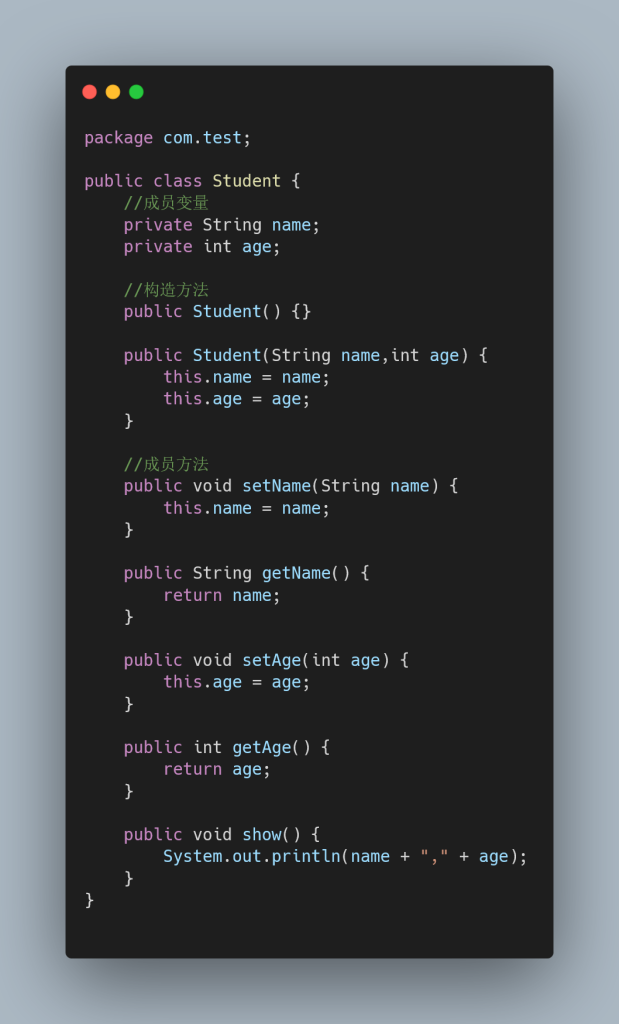 package com.test;
public class Student {
//成员变量
private String name;
private int age;
//构造方法
public Student() {}
public Student(String name,int age) {
this.name = name;
this.age = age;
}
//成员方法
public void setName(String name) {
this.name = name;
}
public String getName() {
return name;
}
public void setAge(int age) {
this.age = age;
}
public int getAge() {
return age;
}
public void show() {
System.out.println(name + "," + age);
}
}